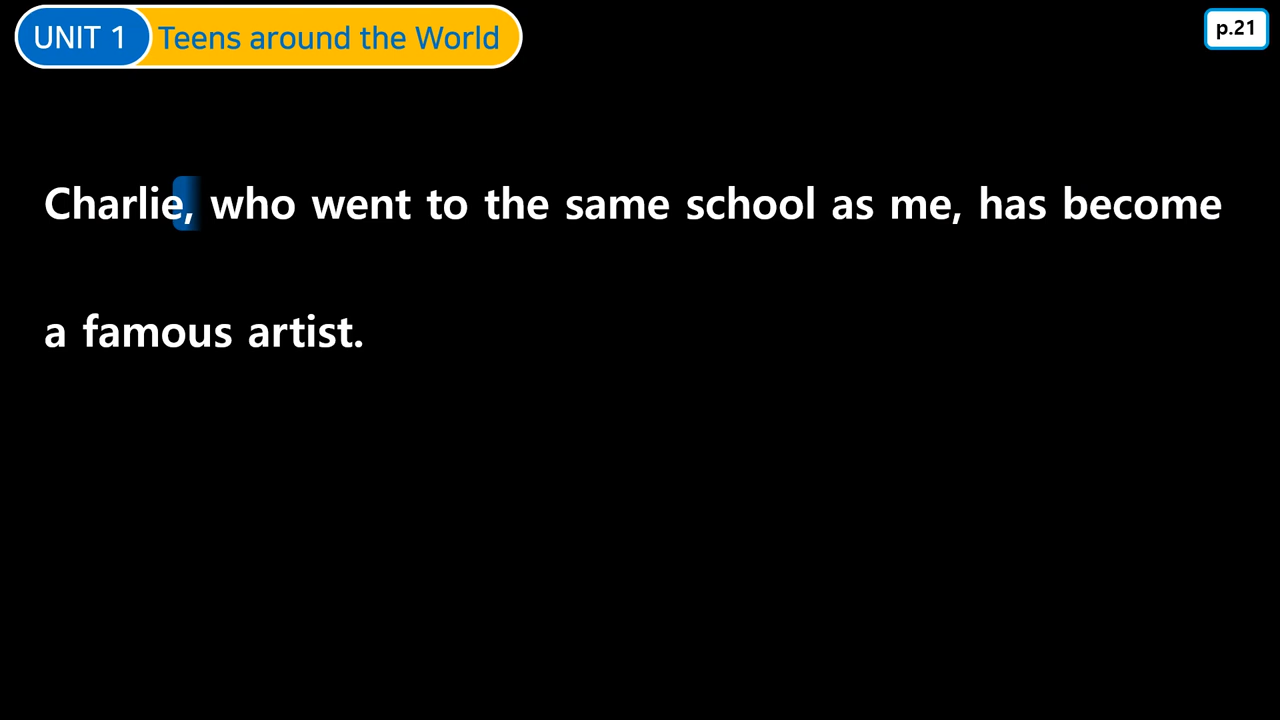 UNIT 1 Teens around the World
p.21
Charlie, who went to the same school as me, has become
a famous artist.